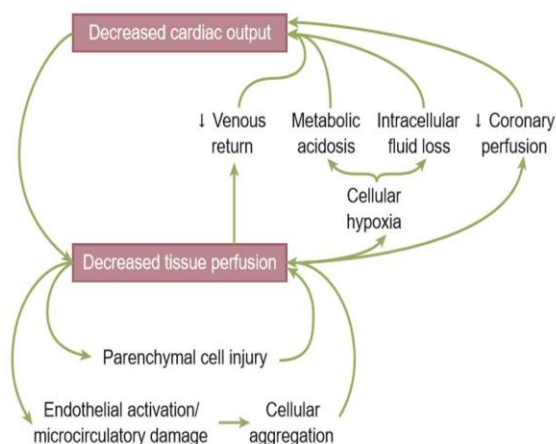 Decreased cardiac output
↓ Venous return
Metabolic acidosis
Intracellular fluid loss
↓ Coronary perfusion
Cellular hypoxia
Decreased tissue perfusion
Parenchymal cell injury
Endothelial activation/
microcirculatory damage
Cellular aggregation